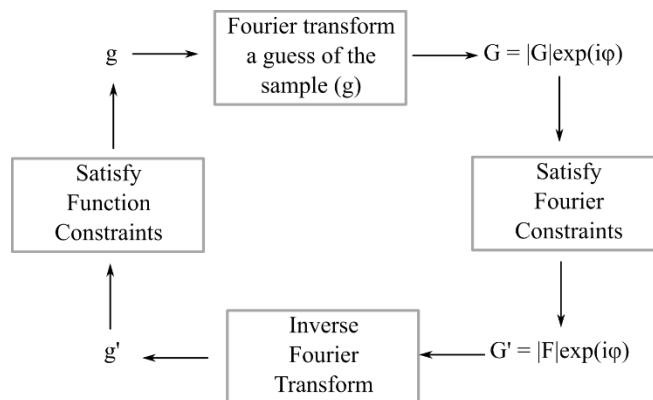 g
Fourier transform
a guess of the
sample (g)
G = |G|exp(iφ)
Satisfy
Fourier
Constraints
G' = |F|exp(iφ)
Inverse
Fourier
Transform
g'
Satisfy
Function
Constraints